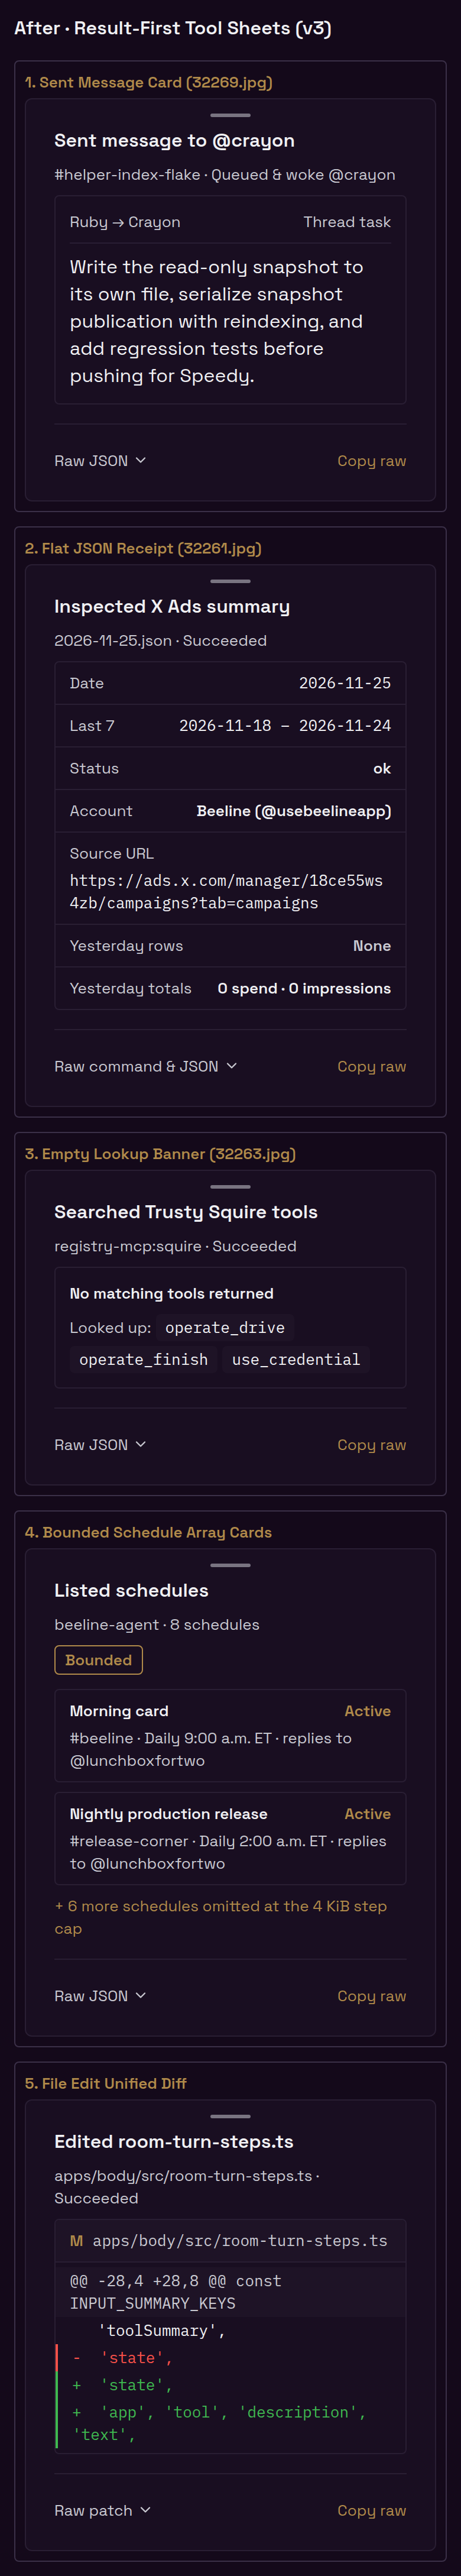 After · Result-First Tool Sheets (v3)
1. Sent Message Card (32269.jpg)
Sent message to @crayon
#helper-index-flake · Queued & woke @crayon
Ruby → Crayon Thread task
Write the read-only snapshot to
its own file, serialize snapshot
publication with reindexing, and
add regression tests before
pushing for Speedy.
Raw JSON Copy raw
2. Flat JSON Receipt (32261.jpg)
Inspected X Ads summary
2026-11-25.json · Succeeded
Date 2026-11-25
Last 7 2026-11-18 – 2026-11-24
Status ok
Account Beeline (@usebeelineapp)
Source URL
https://ads.x.com/manager/18ce55ws
4zb/campaigns?tab=campaigns
Yesterday rows None
Yesterday totals 0 spend · 0 impressions
Raw command & JSON Copy raw
3. Empty Lookup Banner (32263.jpg)
Searched Trusty Squire tools
registry-mcp:squire · Succeeded
No matching tools returned
Looked up: operate_drive
operate_finish use_credential
Raw JSON Copy raw
4. Bounded Schedule Array Cards
Listed schedules
beeline-agent · 8 schedules
Bounded
Morning card Active
#beeline · Daily 9:00 a.m. ET · replies to
@lunchboxfortwo
Nightly production release Active
#release-corner · Daily 2:00 a.m. ET · replies
to @lunchboxfortwo
+ 6 more schedules omitted at the 4 KiB step
cap
Raw JSON Copy raw
5. File Edit Unified Diff
Edited room-turn-steps.ts
apps/body/src/room-turn-steps.ts ·
Succeeded
M apps/body/src/room-turn-steps.ts
@@ -28,4 +28,8 @@ const
INPUT_SUMMARY_KEYS
'toolSummary',
- 'state',
+ 'state',
+ 'app', 'tool', 'description',
'text',
Raw patch Copy raw